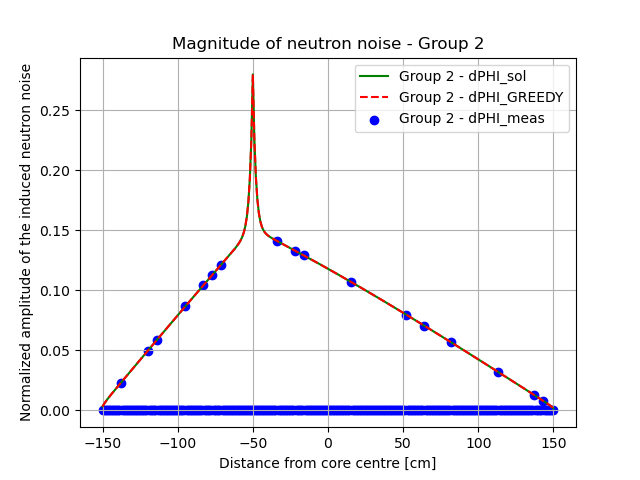 Magnitude of neutron noise - Group 2
Normalized amplitude of the induced neutron noise
0.25
0.20
0.15
0.10
0.05
0.00
Group 2 - dPHI_sol
Group 2 - dPHI_GREEDY
Group 2 - dPHI_meas
−150 −100 −50 0 50 100 150
Distance from core centre [cm]